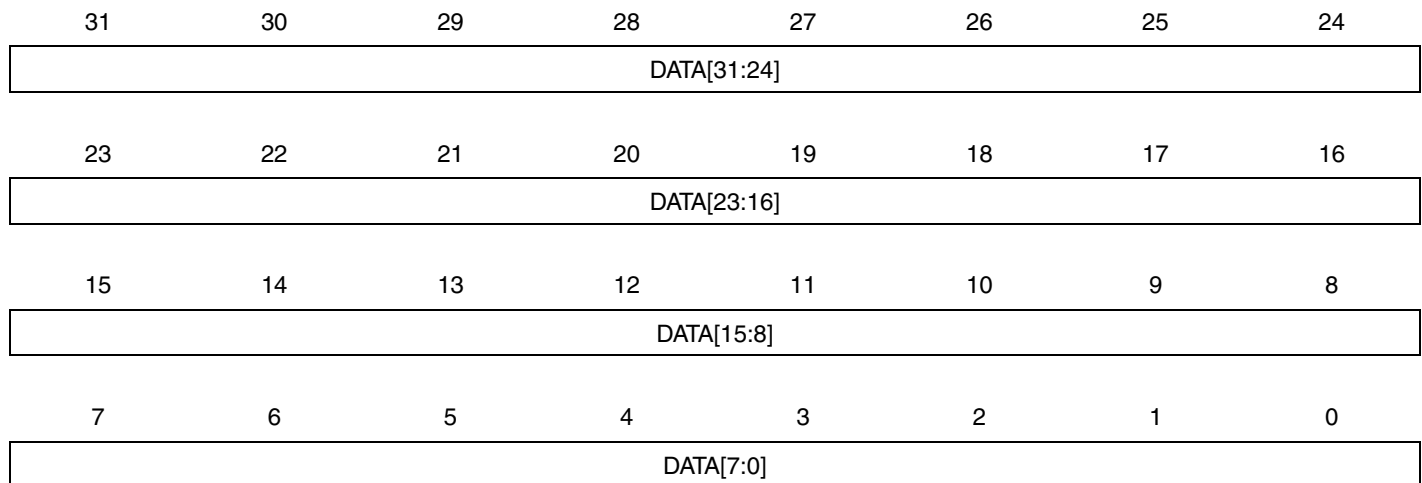 31 30 29 28 27 26 25 24
DATA[31:24]
23 22 21 20 19 18 17 16
DATA[23:16]
15 14 13 12 11 10 9 8
DATA[15:8]
7 6 5 4 3 2 1 0
DATA[7:0]